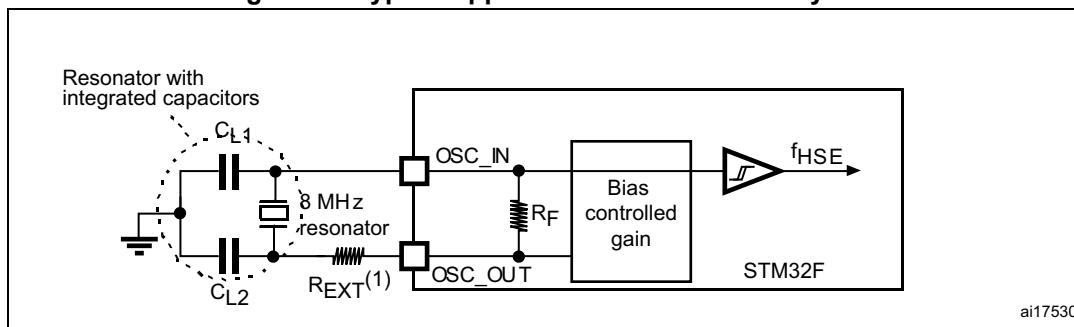 Resonator with
integrated capacitors
CL1
OSC_IN
fHSE
8 MHz
resonator
RF
Bias
controlled
gain
CL2
REXT(1)
OSC_OUT
STM32F
ai17530